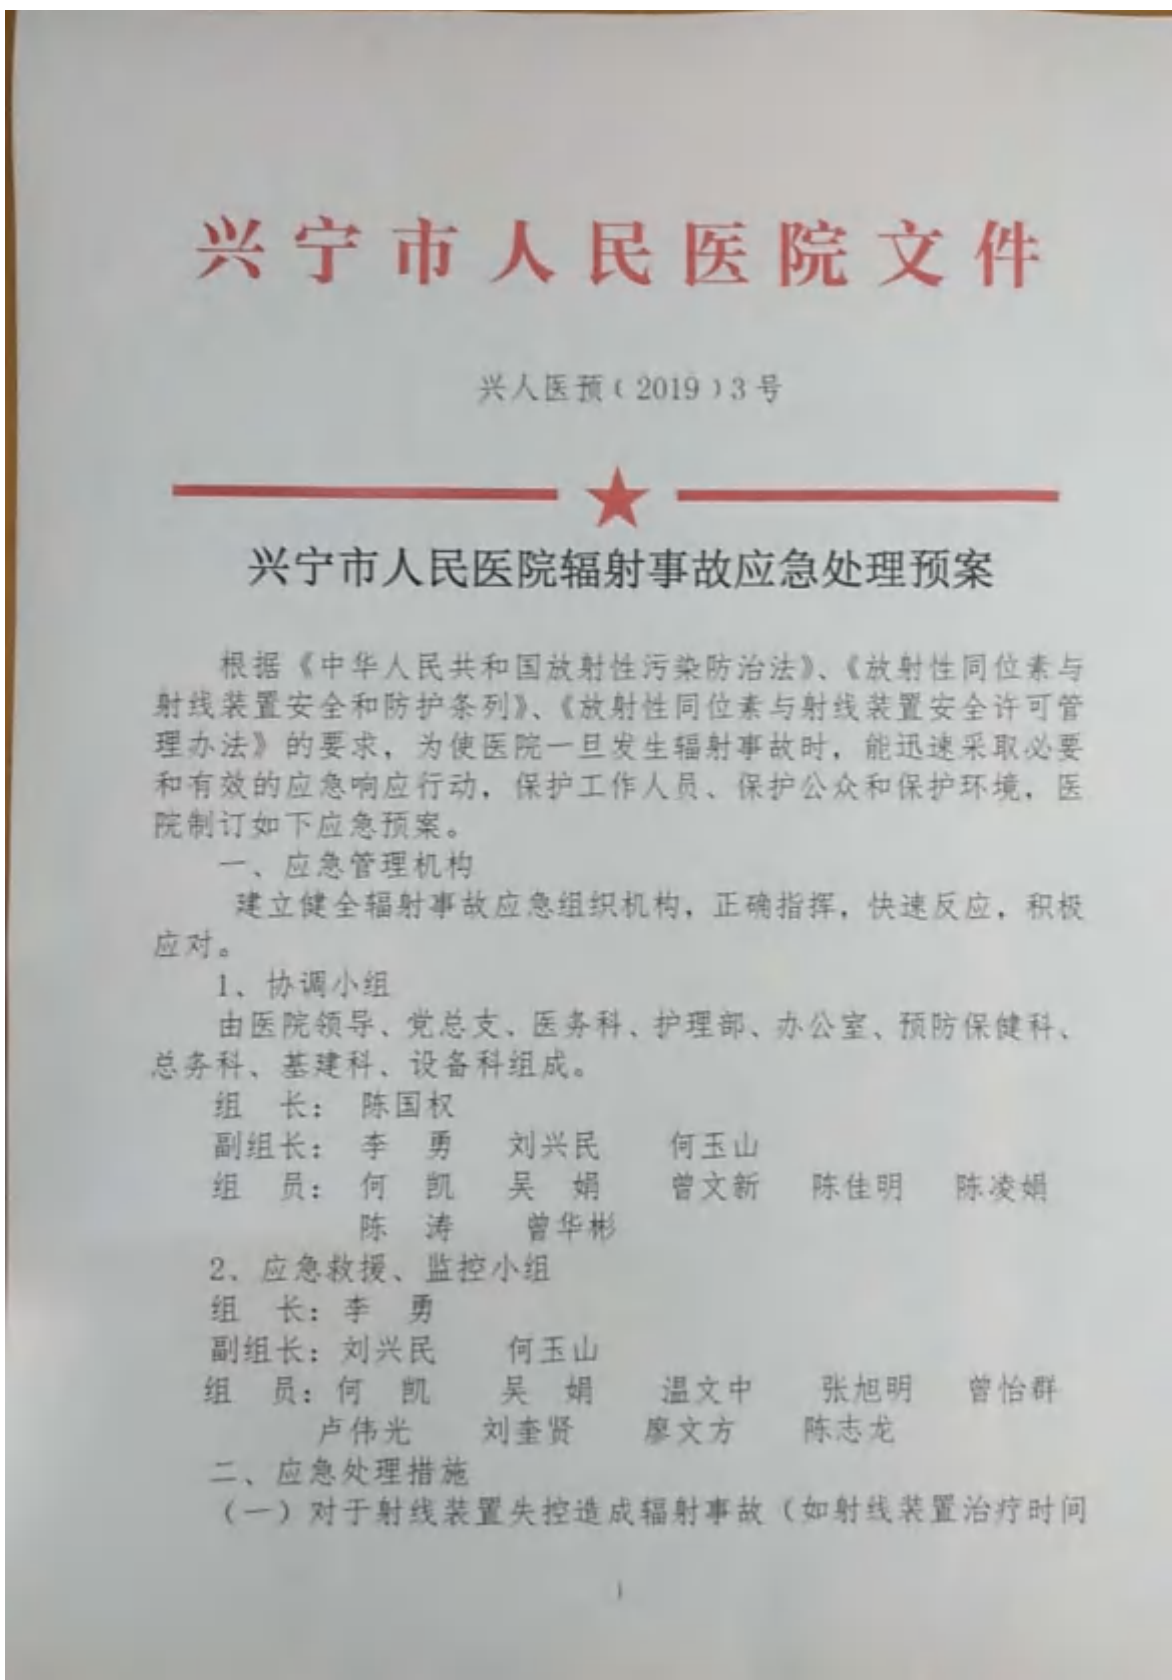 兴宁市人民医院文件
兴人医预（2019）3号
兴宁市人民医院辐射事故应急处理预案
根据《中华人民共和国放射性污染防治法》、《放射性同位素与
射线装置安全和防护条列》、《放射性同位素与射线装置安全许可管
理办法》的要求，为使医院一旦发生辐射事故时，能迅速采取必要
和有效的应急响应行动，保护工作人员、保护公众和保护环境，医
院制订如下应急预案。
一、应急管理机构
建立健全辐射事故应急组织机构，正确指挥，快速反应，积极
应对。
1、协调小组
由医院领导、党总支、医务科、护理部、办公室、预防保健科、
总务科、基建科、设备科组成。
组　长：　陈国权
副组长：　李　勇　　刘兴民　　何玉山
组　员：　何　凯　　吴　娟　　曾文新　　陈佳明　　陈凌娟
陈　涛　　曾华彬
2、应急救援、监控小组
组　长：李　勇
副组长：刘兴民　　何玉山
组　员：何　凯　　吴　娟　　温文中　　张旭明　　曾怡群
卢伟光　　刘奎贤　　廖文方　　陈志龙
二、应急处理措施
（一）对于射线装置失控造成辐射事故（如射线装置治疗时间
1